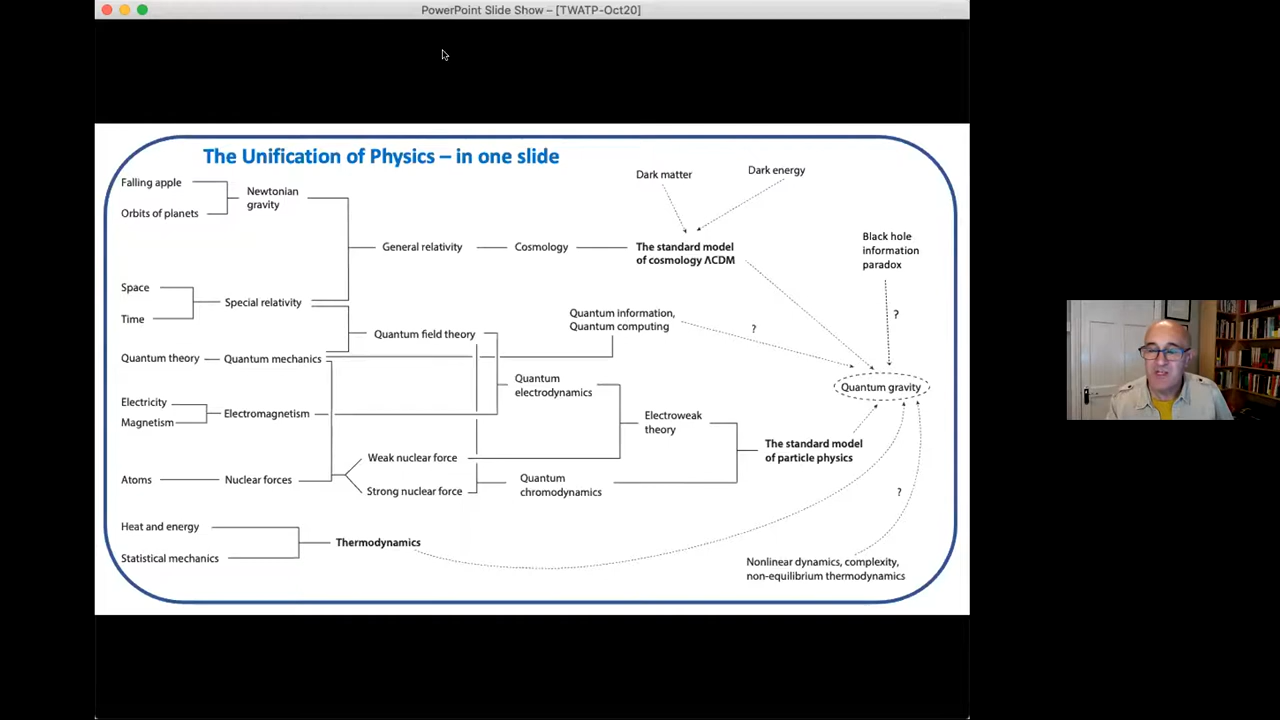 PowerPoint Slide Show – [TWATP-Oct20]
The Unification of Physics – in one slide
Falling apple
Orbits of planets
Newtonian
gravity
Space
Time
Special relativity
General relativity
Cosmology
Dark matter
Dark energy
The standard model
of cosmology ΛCDM
Black hole
information
paradox
?
Quantum theory
Quantum mechanics
Quantum field theory
Quantum information,
Quantum computing
?
Quantum gravity
Electricity
Magnetism
Electromagnetism
Quantum
electrodynamics
Electroweak
theory
The standard model
of particle physics
Atoms
Nuclear forces
Weak nuclear force
Strong nuclear force
Quantum
chromodynamics
?
Heat and energy
Statistical mechanics
Thermodynamics
Nonlinear dynamics, complexity,
non-equilibrium thermodynamics